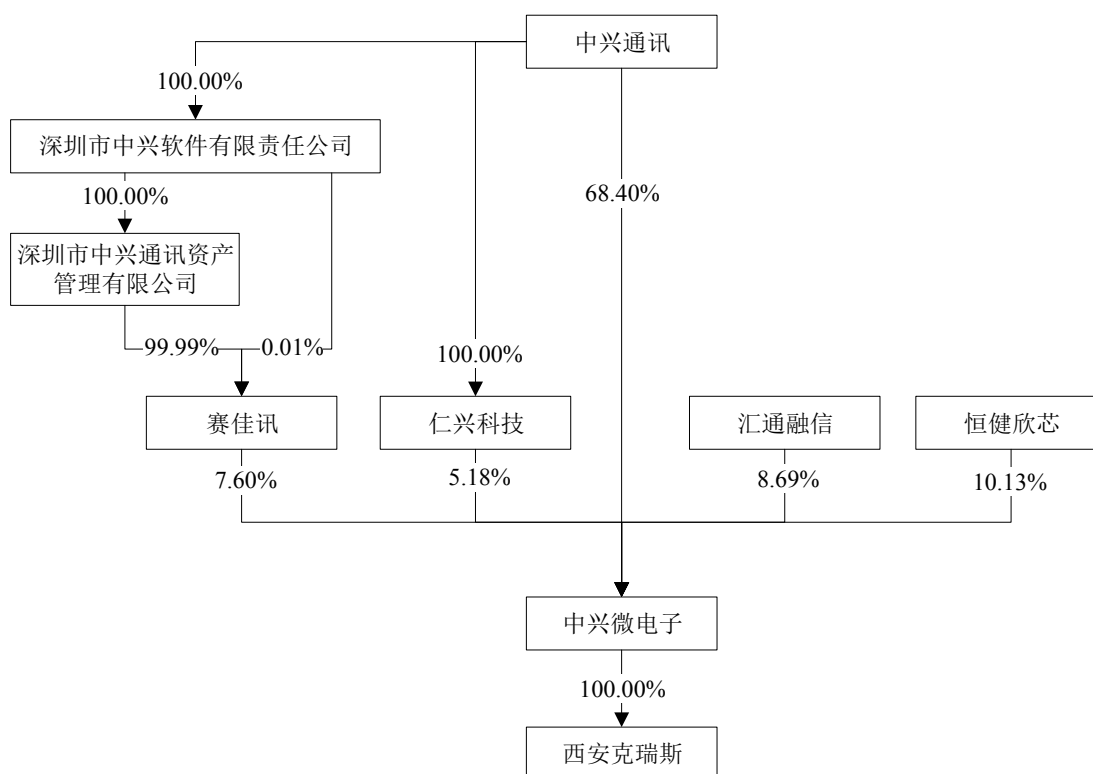 中兴通讯
100.00%
深圳市中兴软件有限责任公司
100.00%
68.40%
深圳市中兴通讯资产
管理有限公司
99.99%
0.01%
100.00%
赛佳讯
仁兴科技
汇通融信
恒健欣芯
7.60%
5.18%
8.69%
10.13%
中兴微电子
100.00%
西安克瑞斯